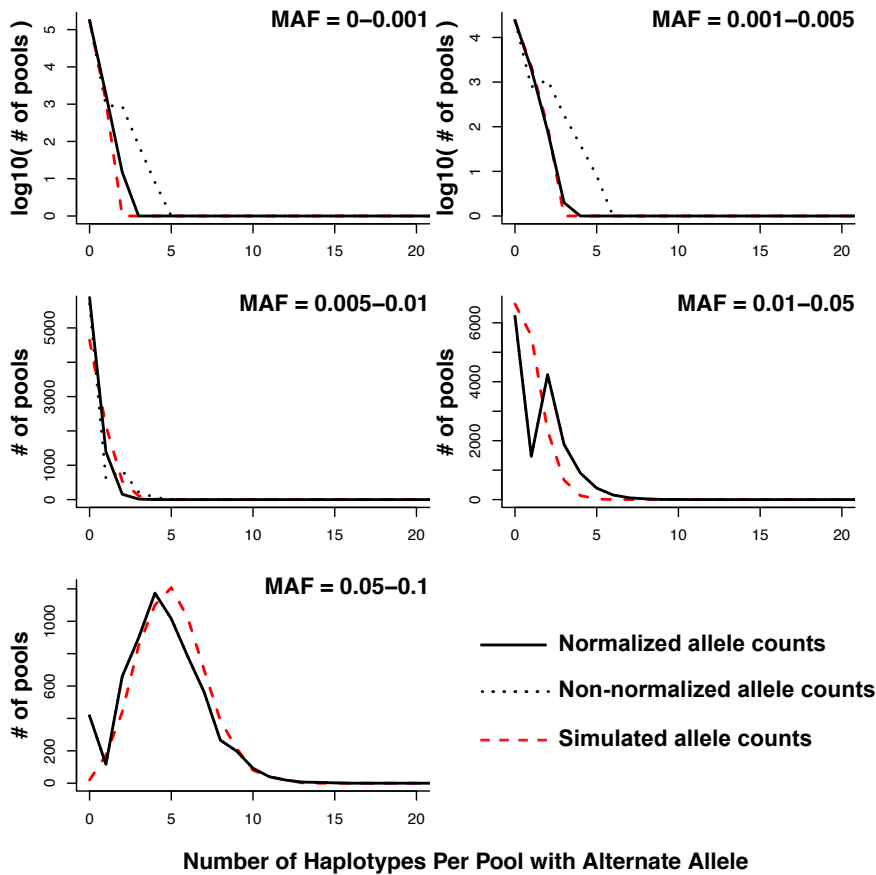 MAF = 0–0.001
log10( # of pools )
0 1 2 3 4 5
0 5 10 15 20
MAF = 0.001–0.005
log10( # of pools )
0 1 2 3 4
0 5 10 15 20
MAF = 0.005–0.01
# of pools
0 1000 3000 5000
0 5 10 15 20
MAF = 0.01–0.05
# of pools
0 2000 4000 6000
0 5 10 15 20
MAF = 0.05–0.1
# of pools
0 200 600 1000
0 5 10 15 20
Normalized allele counts
Non-normalized allele counts
Simulated allele counts
Number of Haplotypes Per Pool with Alternate Allele